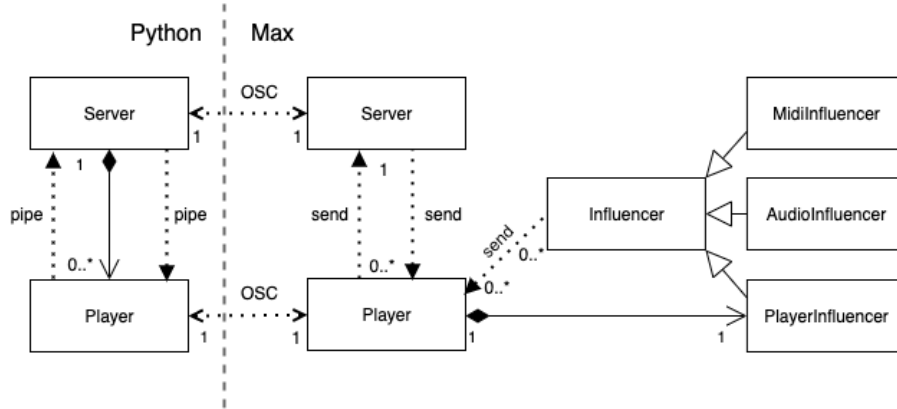 Python
Max
Server
OSC
1
1
Server
MidiInfluencer
1
1
pipe
pipe
send
send
send
Influencer
AudioInfluencer
0..*
0..*
0..*
0..*
Player
OSC
1
1
Player
1
1
PlayerInfluencer